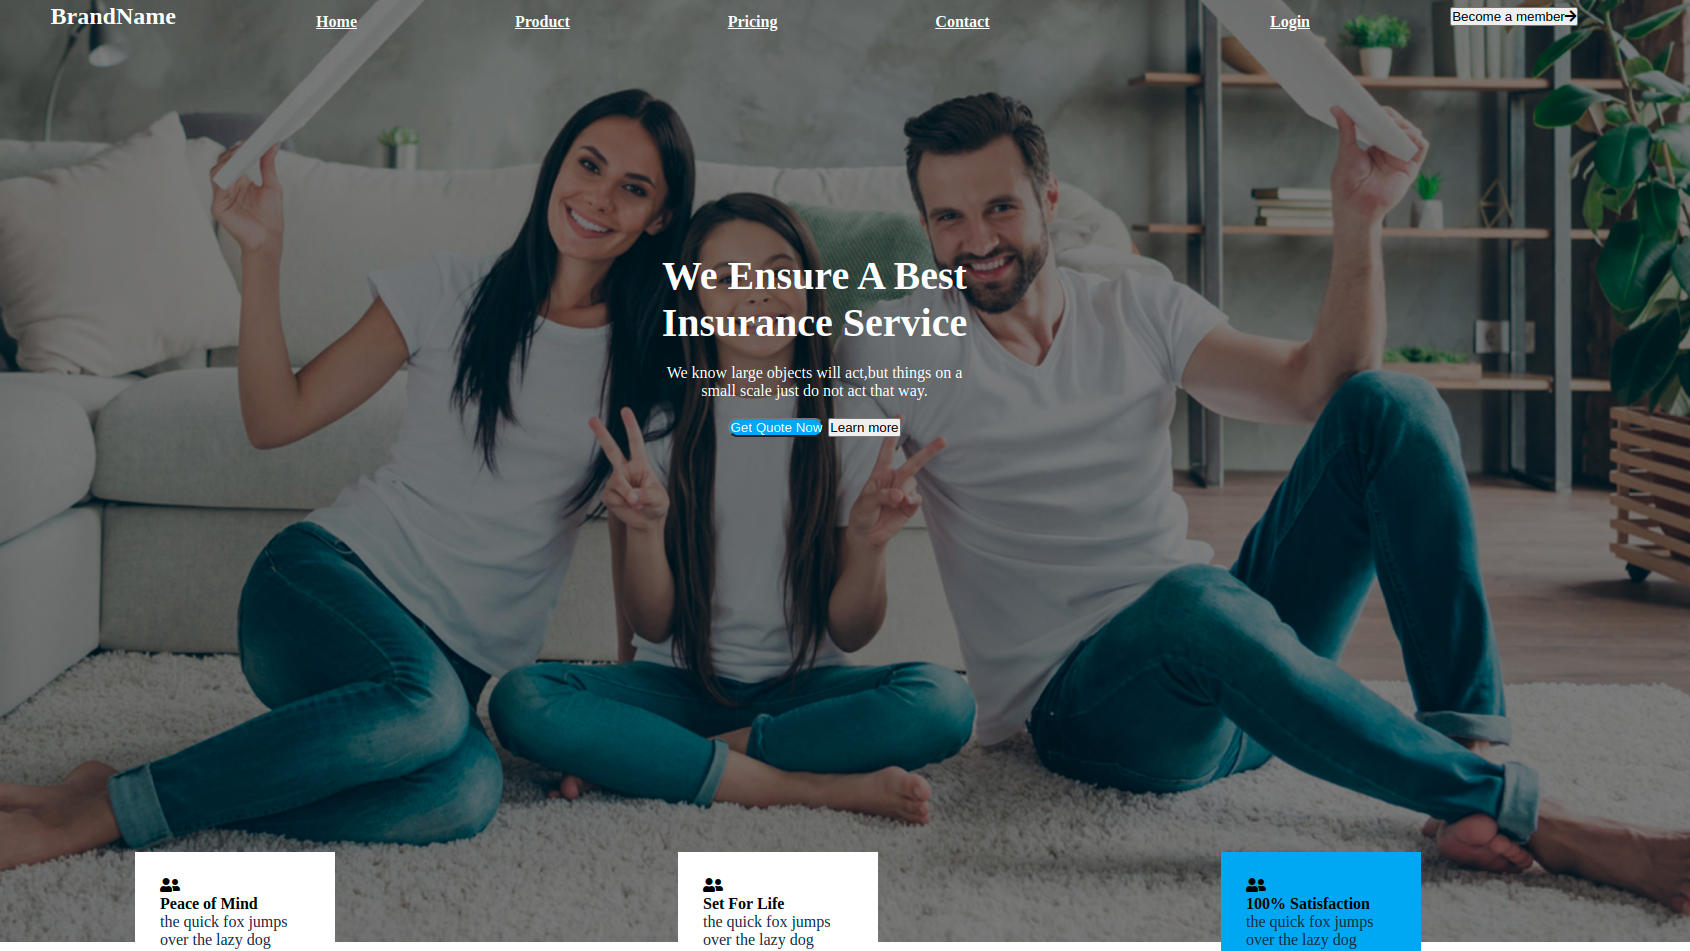 BrandName Home Product Pricing Contact Login Become a member
We Ensure A Best
Insurance Service
We know large objects will act,but things on a
small scale just do not act that way.
Get Quote Now Learn more
Peace of Mind
the quick fox jumps
over the lazy dog
Set For Life
the quick fox jumps
over the lazy dog
100% Satisfaction
the quick fox jumps
over the lazy dog